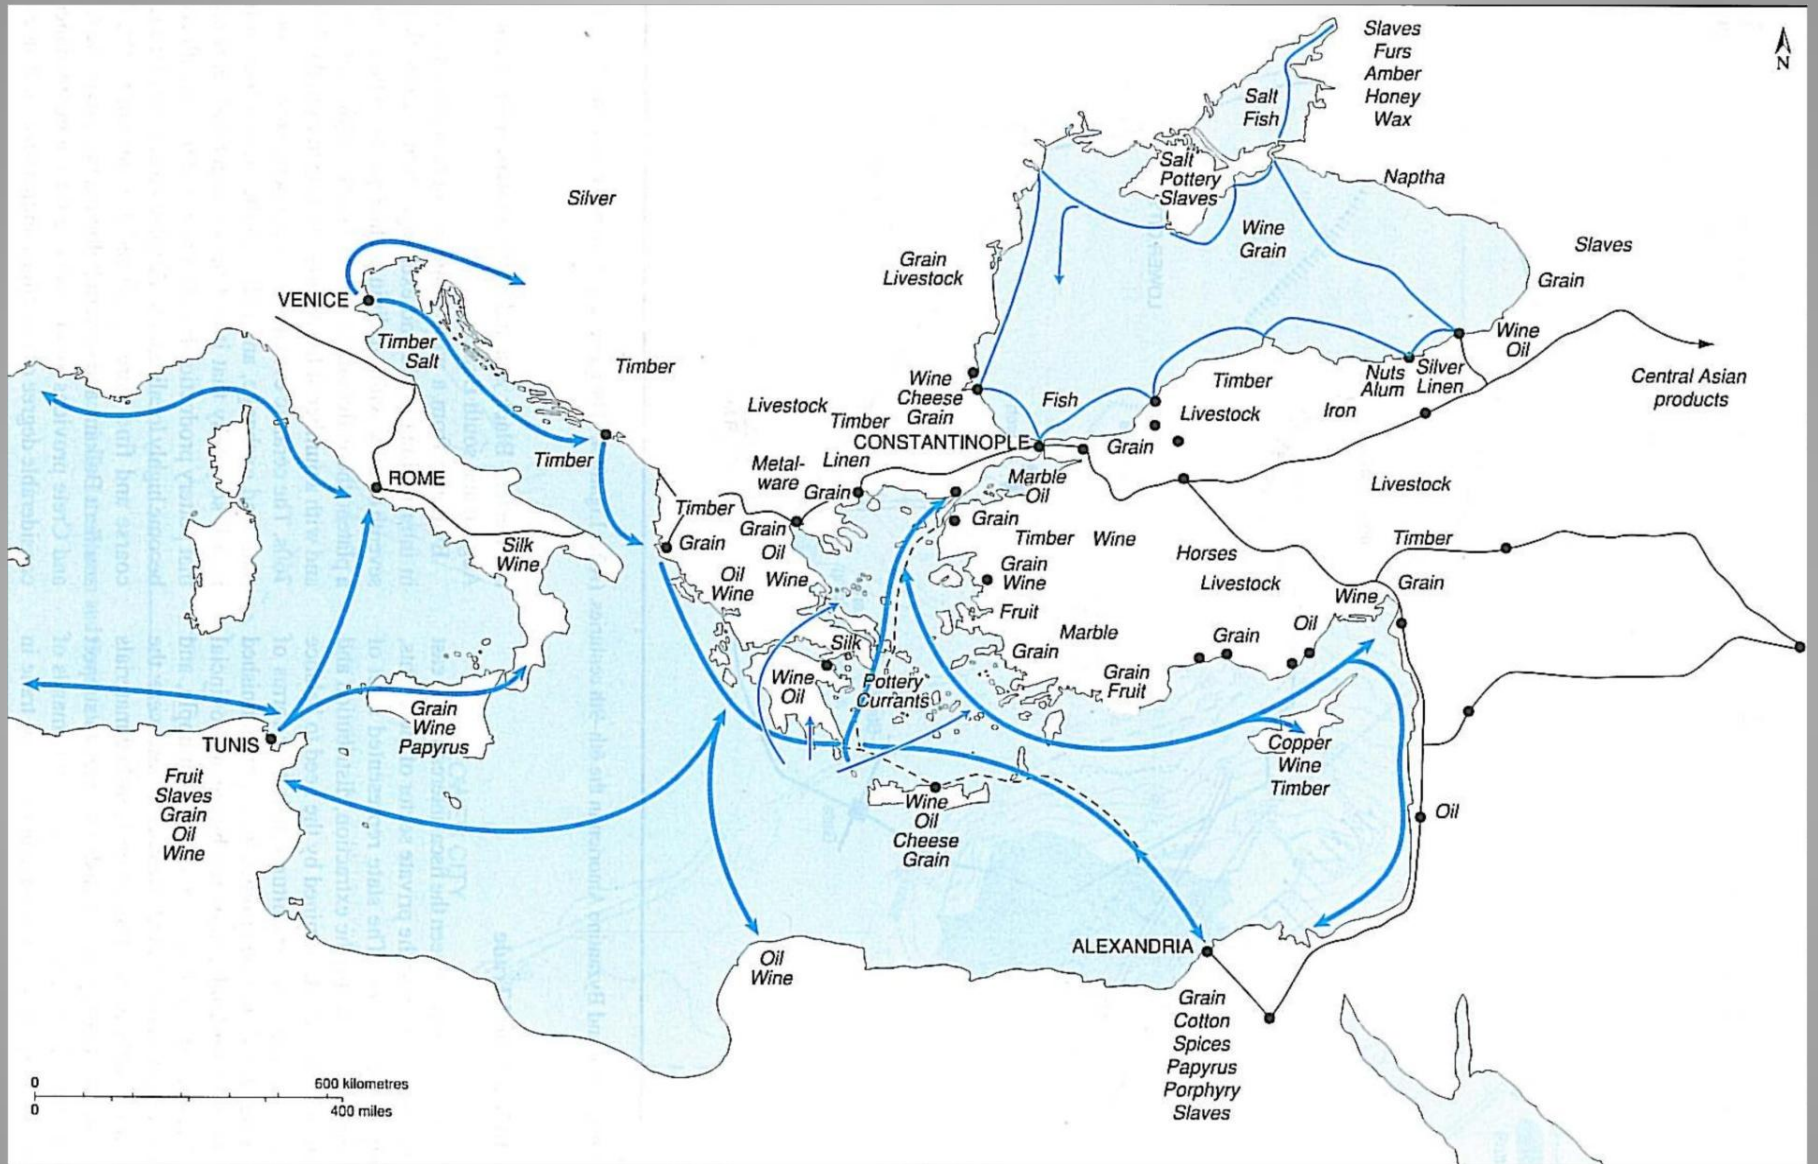 Slaves
Furs
Amber
Honey
Wax
N
Salt
Fish
Salt
Pottery
Slaves
Naptha
Silver
Wine
Grain
Slaves
Grain
Grain
Livestock
VENICE
Timber
Salt
Timber
Wine
Oil
Central Asian
products
Nuts
Alum
Silver
Linen
Timber
Livestock
Iron
Wine
Cheese
Grain
Fish
Livestock
Timber
CONSTANTINOPLE
Grain
Timber
Linen
Metal-
ware
Grain
Marble
Oil
ROME
Livestock
Timber
Grain
Grain
Oil
Wine
Grain
Timber
Wine
Horses
Timber
Silk
Wine
Oil
Wine
Grain
Wine
Livestock
Grain
Wine
Fruit
Silk
Marble
Grain
Grain
Oil
Wine
Oil
Pottery
Currants
Grain
Fruit
Grain
Wine
Papyrus
TUNIS
Copper
Wine
Timber
Fruit
Slaves
Grain
Oil
Wine
Wine
Oil
Cheese
Grain
Oil
Oil
Wine
ALEXANDRIA
Grain
Cotton
Spices
Papyrus
Porphyry
Slaves
0 600 kilometres
0 400 miles